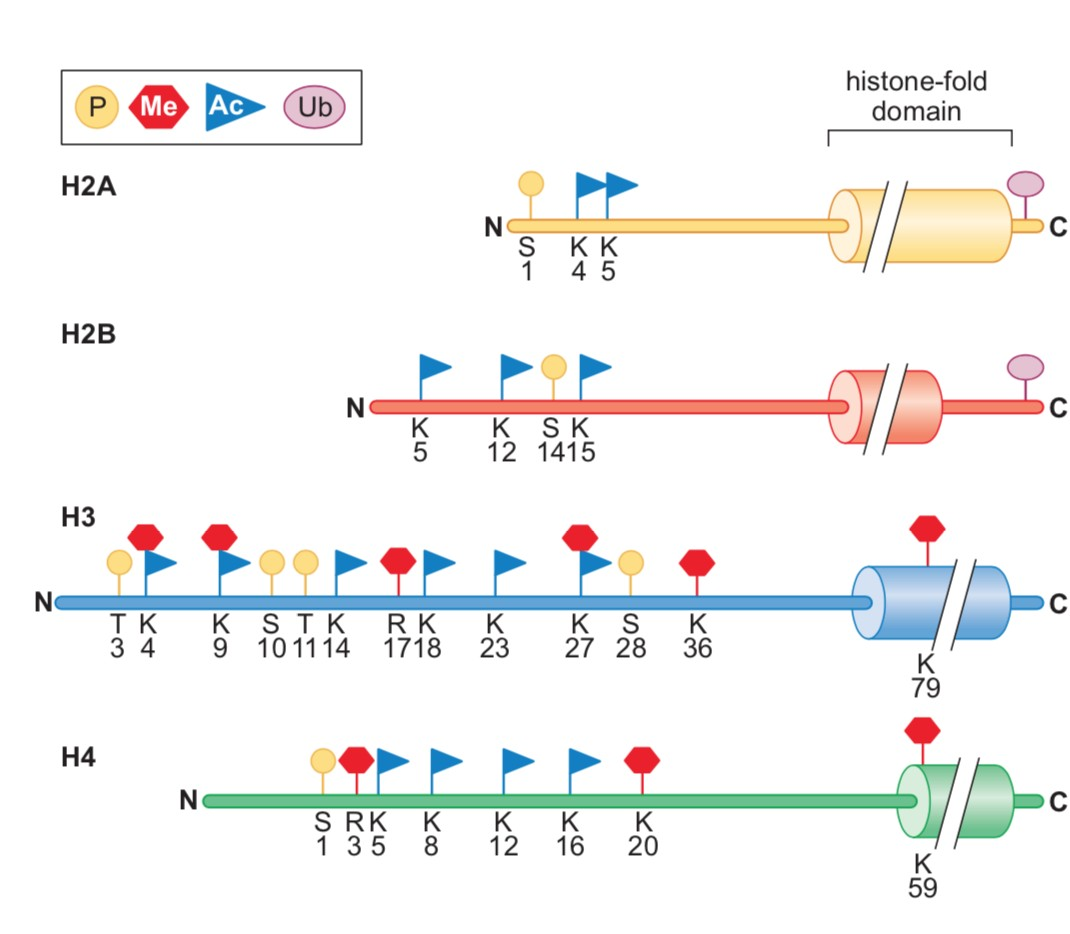 P Me Ac Ub
histone-fold
domain
H2A
N C
S K K
1 4 5
H2B
N C
K K S K
5 12 14 15
H3
N C
T K K S T K R K K K S K
3 4 9 10 11 14 17 18 23 27 28 36
K
79
H4
N C
S R K K K K K
1 3 5 8 12 16 20
K
59